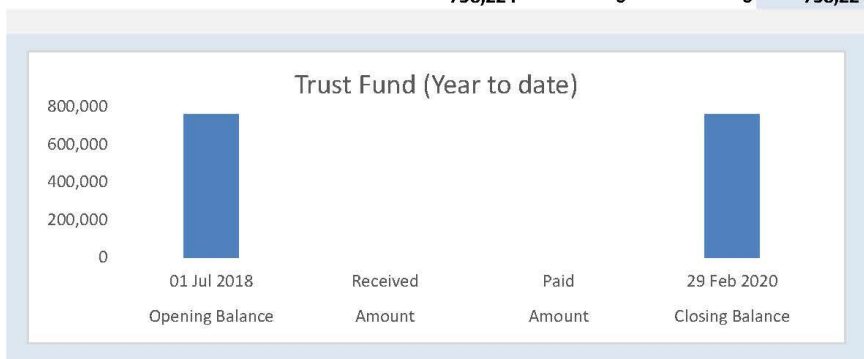 Trust Fund (Year to date)
800,000
600,000
400,000
200,000
0
01 Jul 2018 Received Paid 29 Feb 2020
Opening Balance Amount Amount Closing Balance